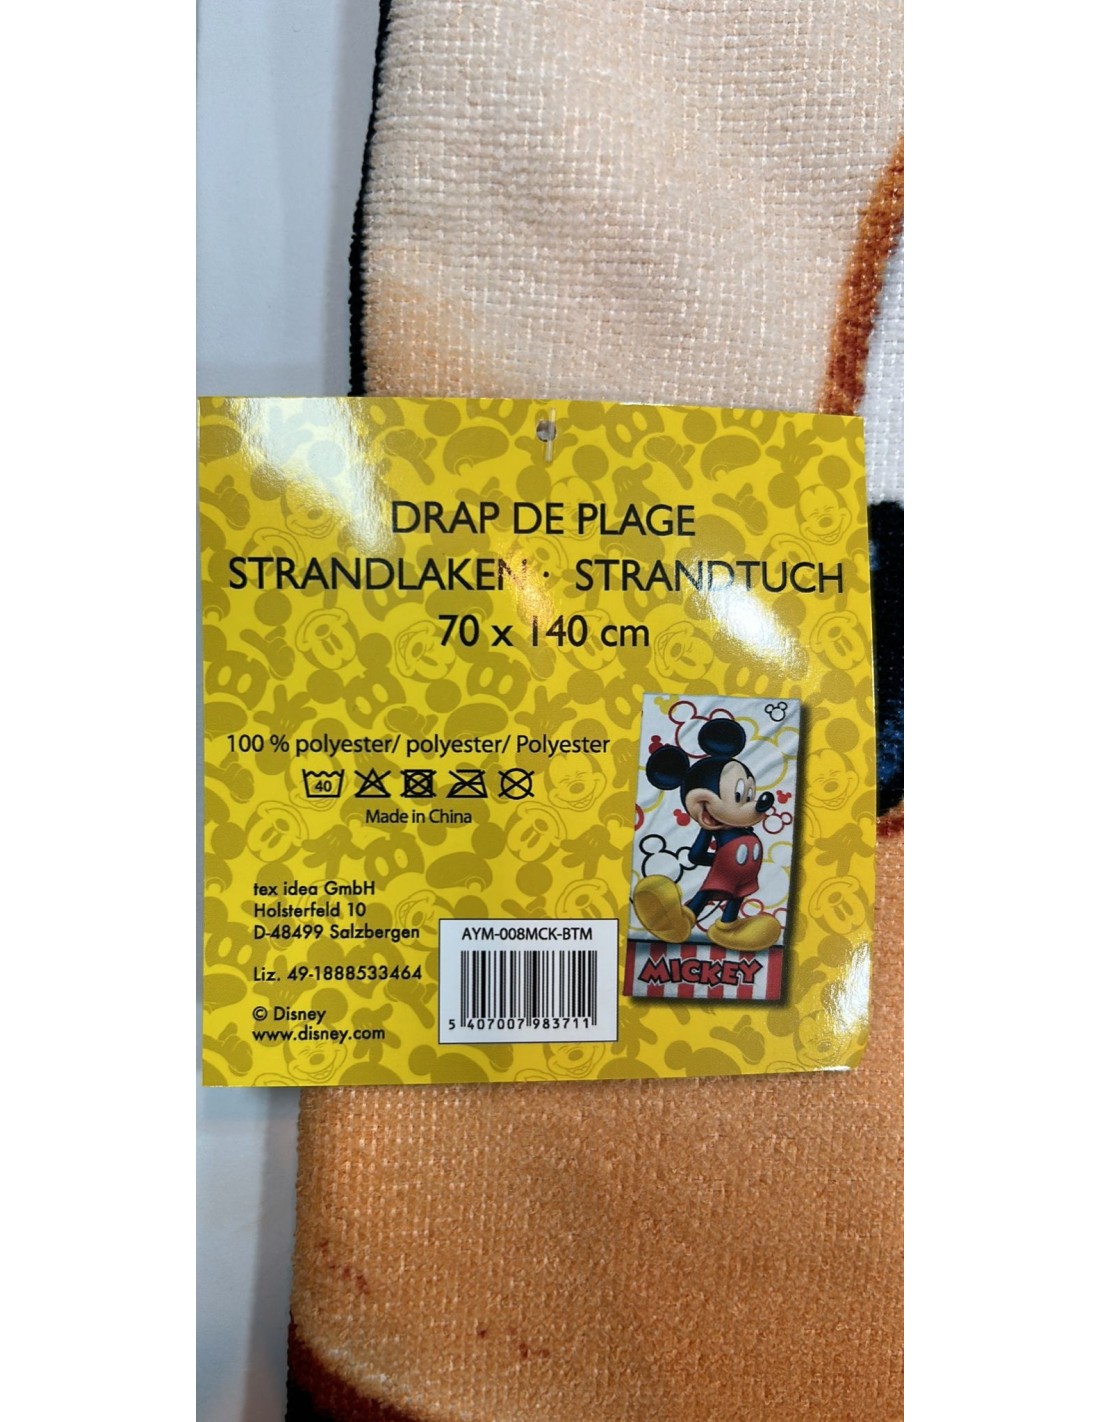 DRAP DE PLAGE
STRANDLAKEN · STRANDTUCH
70 x 140 cm
100 % polyester/ polyester/ Polyester
40
Made in China
MICKEY
tex idea GmbH
Holsterfeld 10
D-48499 Salzbergen
Liz. 49-1888533464
© Disney
www.disney.com
AYM-008MCK-BTM
5 407007 983711